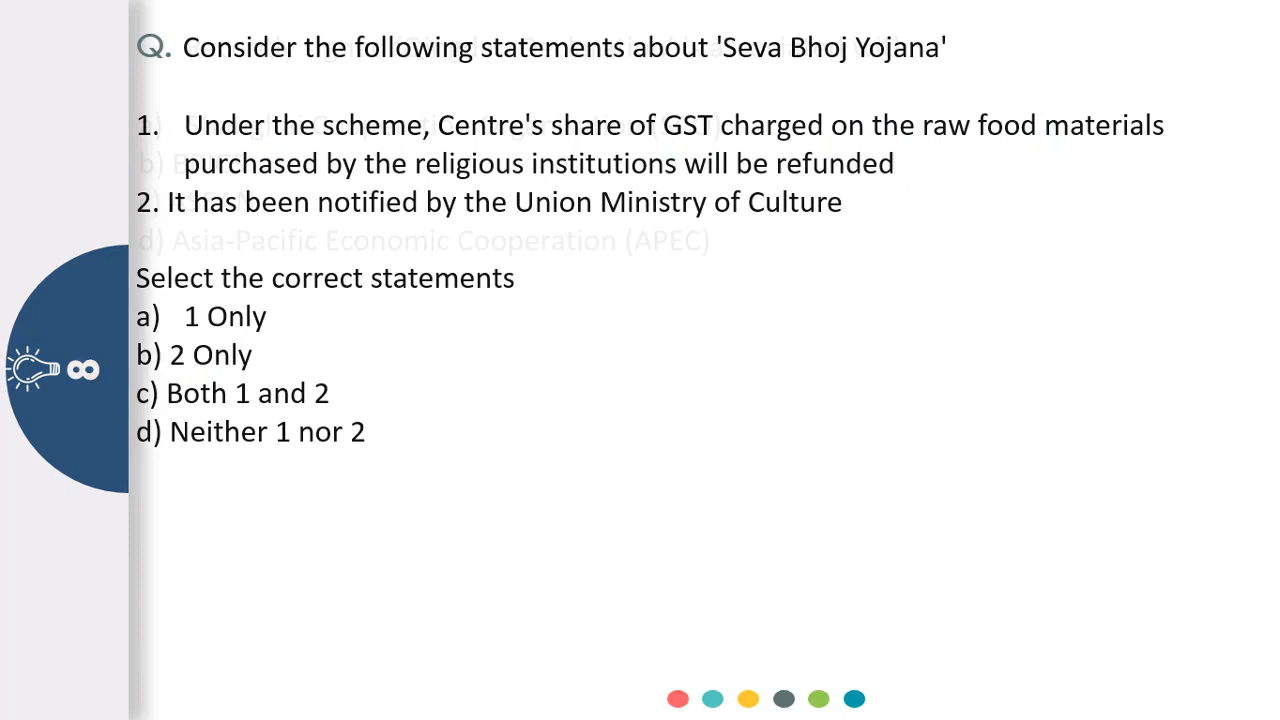 Q. Consider the following statements about 'Seva Bhoj Yojana'
1. Under the scheme, Centre's share of GST charged on the raw food materials
purchased by the religious institutions will be refunded
2. It has been notified by the Union Ministry of Culture
d) Asia-Pacific Economic Cooperation (APEC)
Select the correct statements
a) 1 Only
b) 2 Only
c) Both 1 and 2
d) Neither 1 nor 2
8